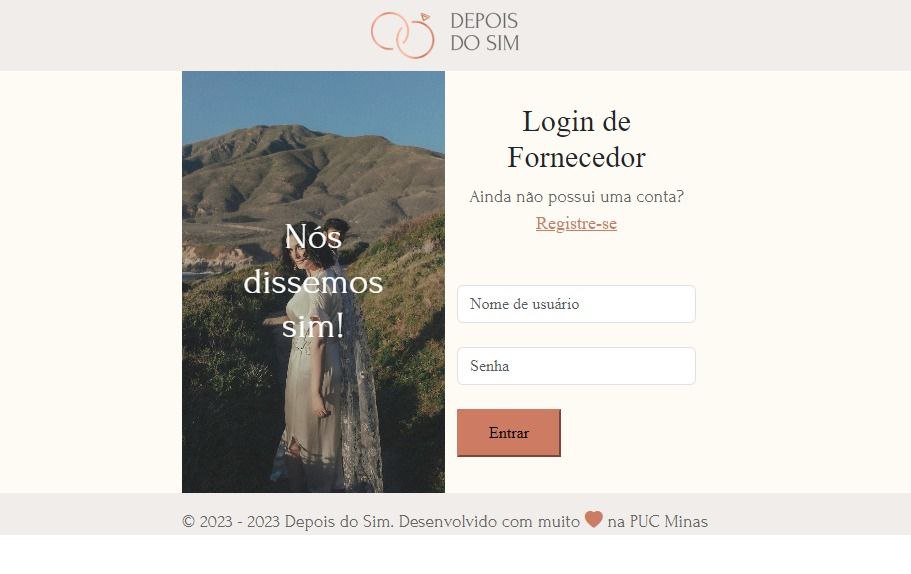 DEPOIS
DO SIM
Nós
dissemos
sim!
Login de
Fornecedor
Ainda não possui uma conta?
Registre-se
Nome de usuário
Senha
Entrar
© 2023 - 2023 Depois do Sim. Desenvolvido com muito na PUC Minas